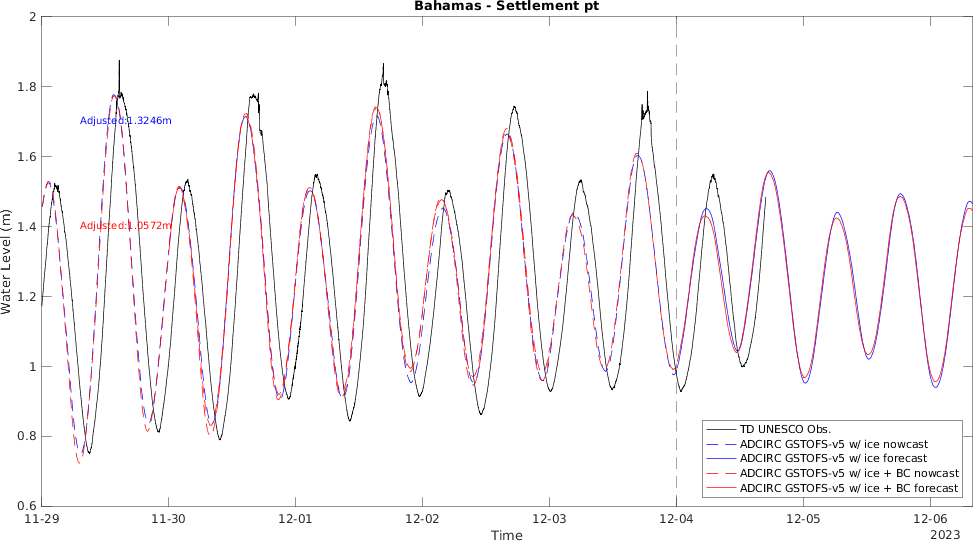 Bahamas - Settlement pt
2
1.8
1.6
1.4
1.2
1
0.8
0.6
Water Level (m)
Adjusted:1.3246m
Adjusted:1.0572m
TD UNESCO Obs.
ADCIRC GSTOFS-v5 w/ ice nowcast
ADCIRC GSTOFS-v5 w/ ice forecast
ADCIRC GSTOFS-v5 w/ ice + BC nowcast
ADCIRC GSTOFS-v5 w/ ice + BC forecast
11-29 11-30 12-01 12-02 12-03 12-04 12-05 12-06
Time
2023